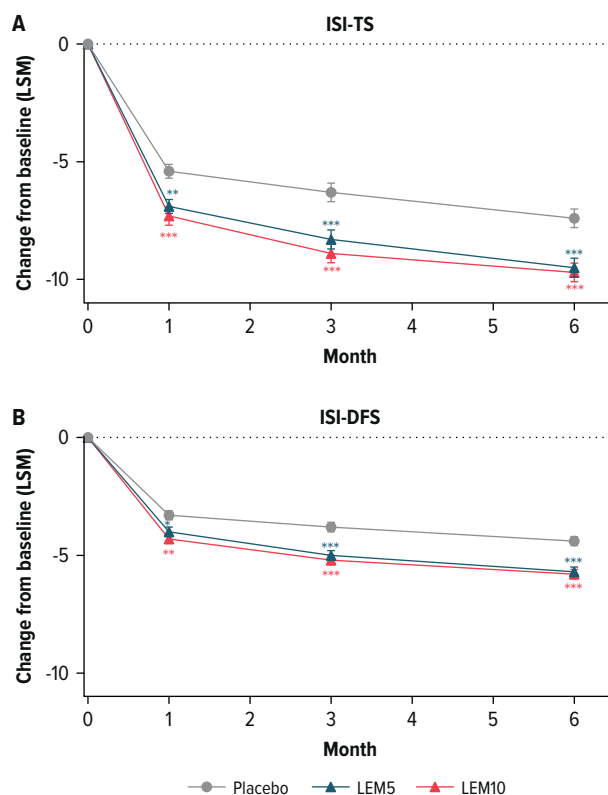 A
ISI-TS
Change from baseline (LSM)
0
-5
-10
**
***
***
***
***
***
0 1 2 3 4 5 6
Month
B
ISI-DFS
Change from baseline (LSM)
0
-5
-10
*
**
***
***
***
***
0 1 2 3 4 5 6
Month
Placebo LEM5 LEM10